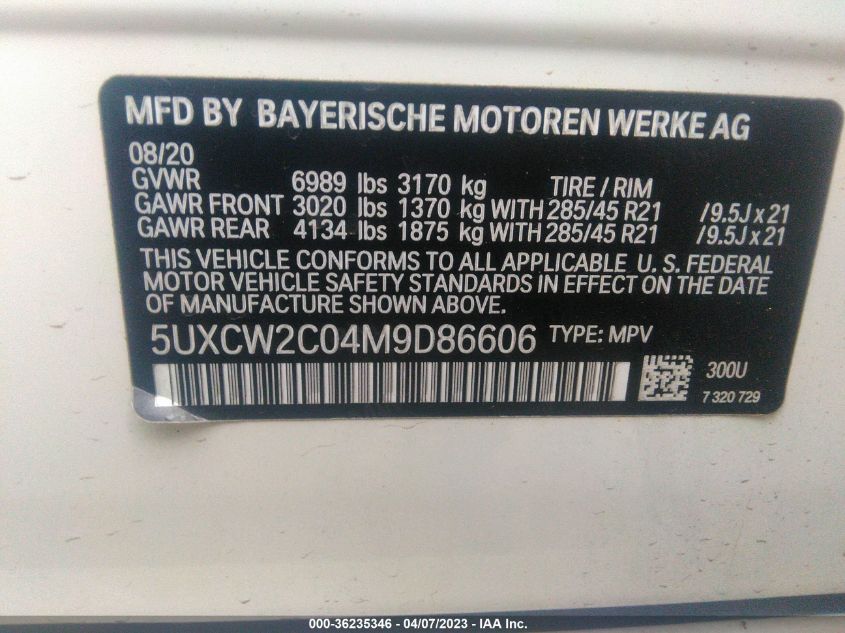 MFD BY BAYERISCHE MOTOREN WERKE AG
08/20
GVWR 6989 lbs 3170 kg TIRE / RIM
GAWR FRONT 3020 lbs 1370 kg WITH 285/45 R21 /9.5J x 21
GAWR REAR 4134 lbs 1875 kg WITH 285/45 R21 /9.5J x 21
THIS VEHICLE CONFORMS TO ALL APPLICABLE U. S. FEDERAL
MOTOR VEHICLE SAFETY STANDARDS IN EFFECT ON THE DATE
OF MANUFACTURE SHOWN ABOVE.
5UXCW2C04M9D86606 TYPE: MPV
300U
7 320 729
000-36235346 - 04/07/2023 - IAA Inc.